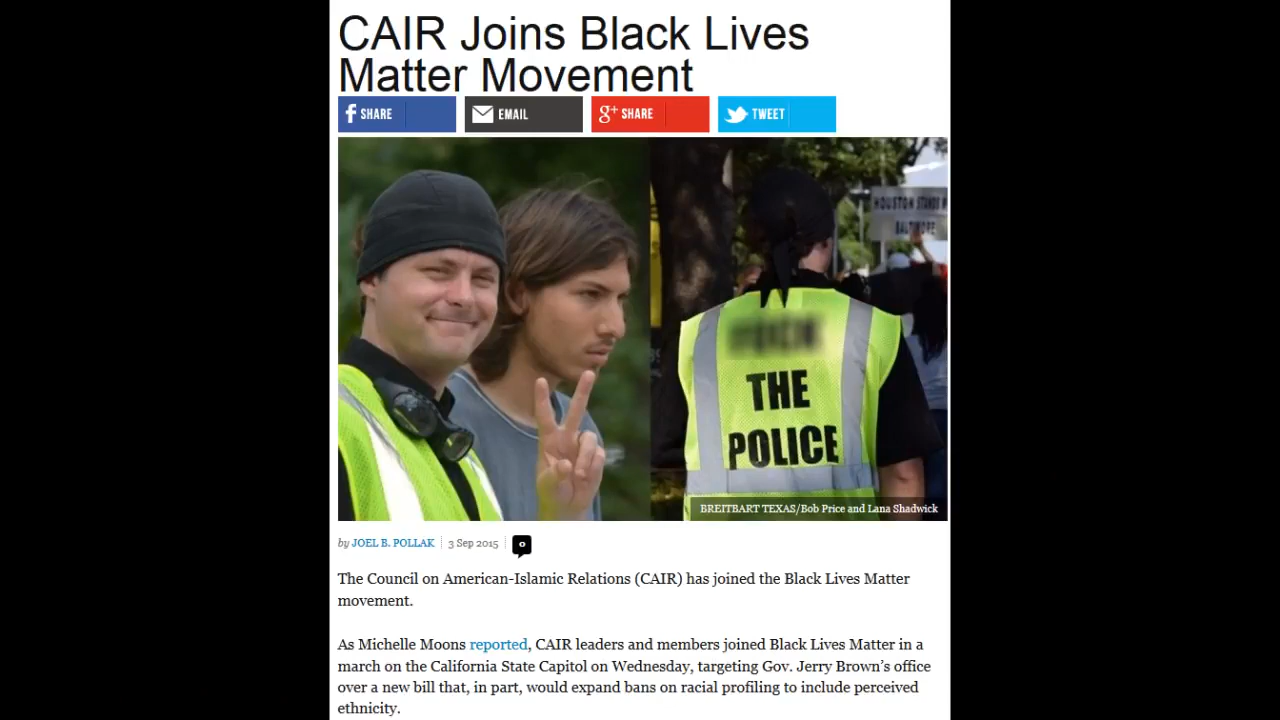 CAIR Joins Black Lives
Matter Movement
f SHARE
EMAIL
g+ SHARE
TWEET
HOUSTON STANDS
BALTIMORE
THE
POLICE
BREITBART TEXAS/Bob Price and Lana Shadwick
by JOEL B. POLLAK 3 Sep 2015 0
The Council on American-Islamic Relations (CAIR) has joined the Black Lives Matter
movement.
As Michelle Moons reported, CAIR leaders and members joined Black Lives Matter in a
march on the California State Capitol on Wednesday, targeting Gov. Jerry Brown's office
over a new bill that, in part, would expand bans on racial profiling to include perceived
ethnicity.